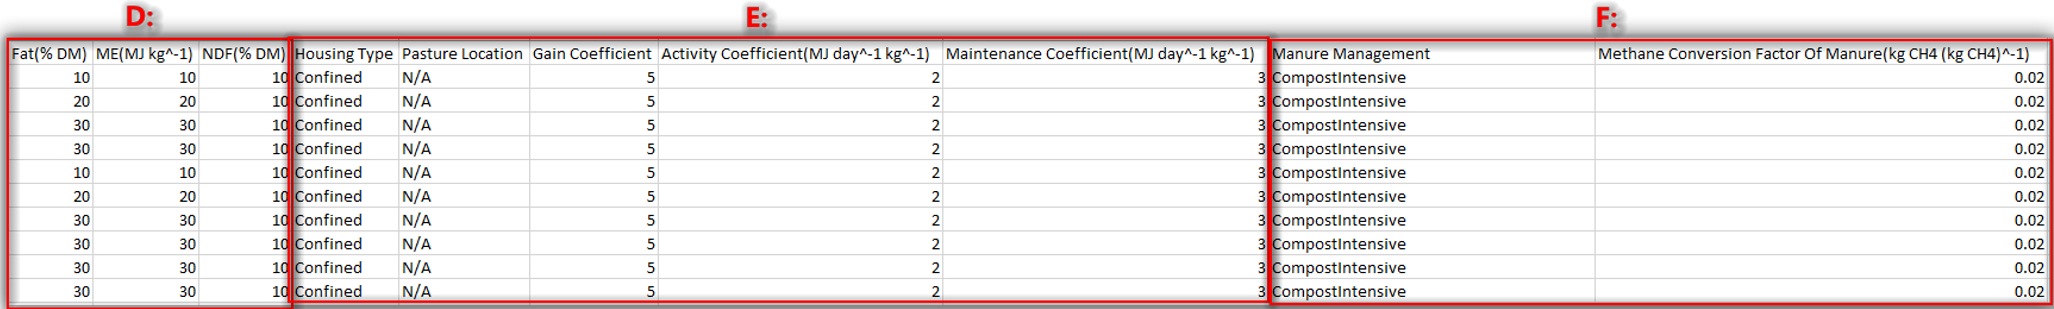 D: E: F:
Fat(% DM) ME(MJ kg^-1) NDF(% DM) Housing Type Pasture Location Gain Coefficient Activity Coefficient(MJ day^-1 kg^-1) Maintenance Coefficient(MJ day^-1 kg^-1) Manure Management Methane Conversion Factor Of Manure(kg CH4 (kg CH4)^-1)
10 10 10 Confined N/A 5 2 3 CompostIntensive 0.02
20 20 10 Confined N/A 5 2 3 CompostIntensive 0.02
30 30 10 Confined N/A 5 2 3 CompostIntensive 0.02
30 30 10 Confined N/A 5 2 3 CompostIntensive 0.02
10 10 10 Confined N/A 5 2 3 CompostIntensive 0.02
20 20 10 Confined N/A 5 2 3 CompostIntensive 0.02
30 30 10 Confined N/A 5 2 3 CompostIntensive 0.02
30 30 10 Confined N/A 5 2 3 CompostIntensive 0.02
30 30 10 Confined N/A 5 2 3 CompostIntensive 0.02
30 30 10 Confined N/A 5 2 3 CompostIntensive 0.02